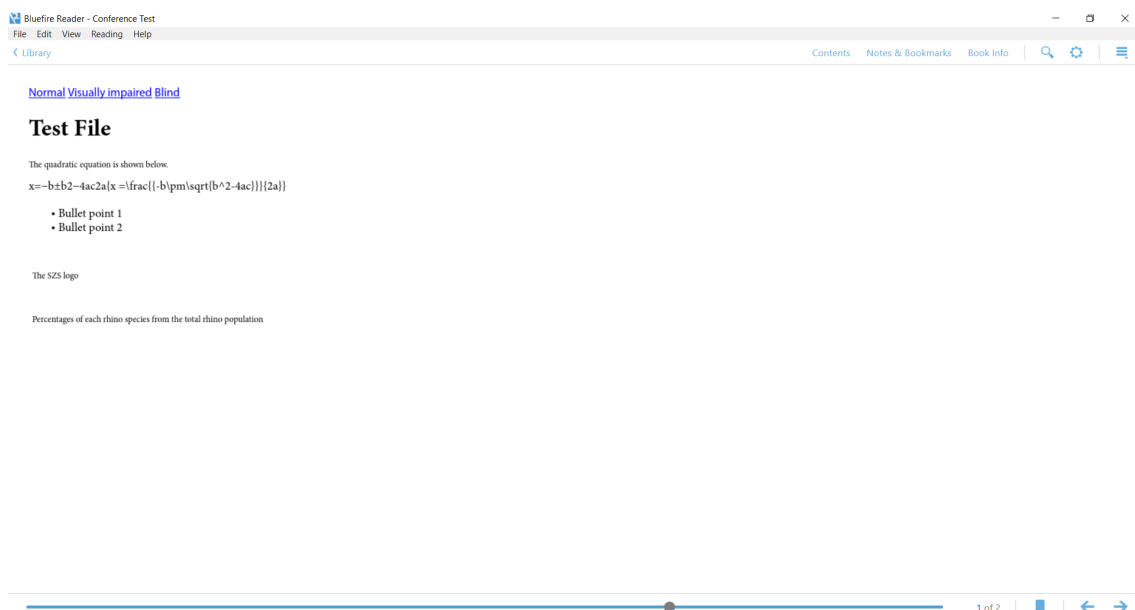 Bluefire Reader - Conference Test
File Edit View Reading Help
Library Contents Notes & Bookmarks Book Info
Normal Visually impaired Blind
Test File
The quadratic equation is shown below.
x=−b±b2−4ac2a{x =\frac{{-b\pm\sqrt{b^2-4ac}}}{2a}}
• Bullet point 1
• Bullet point 2
The SZS logo
Percentages of each rhino species from the total rhino population
1 of 2